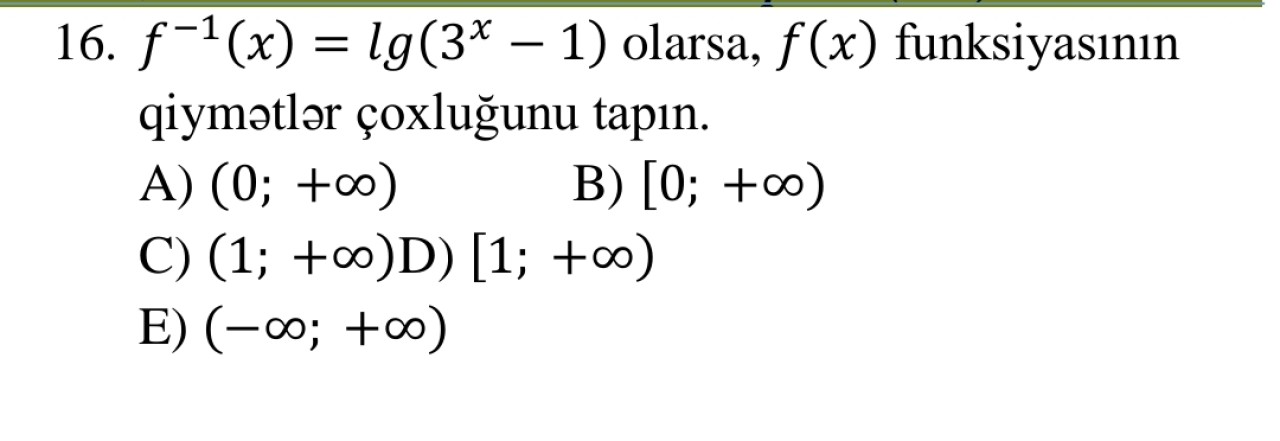 16. f⁻¹(x) = lg(3ˣ − 1) olarsa, f(x) funksiyasının
qiymətlər çoxluğunu tapın.
A) (0; +∞) B) [0; +∞)
C) (1; +∞)D) [1; +∞)
E) (−∞; +∞)